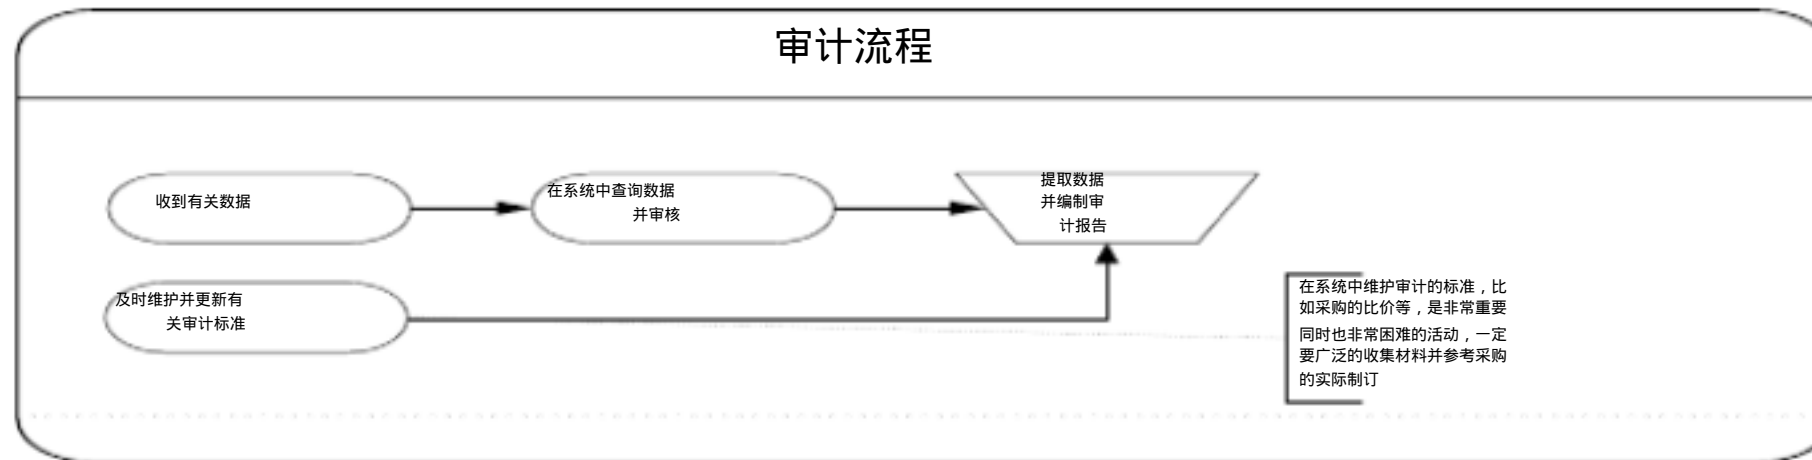 审计流程
收到有关数据
在系统中查询数据
并审核
提取数据
并编制审
计报告
及时维护并更新有
关审计标准
在系统中维护审计的标准，比
如采购的比价等，是非常重要
同时也非常困难的活动，一定
要广泛的收集材料并参考采购
的实际制订